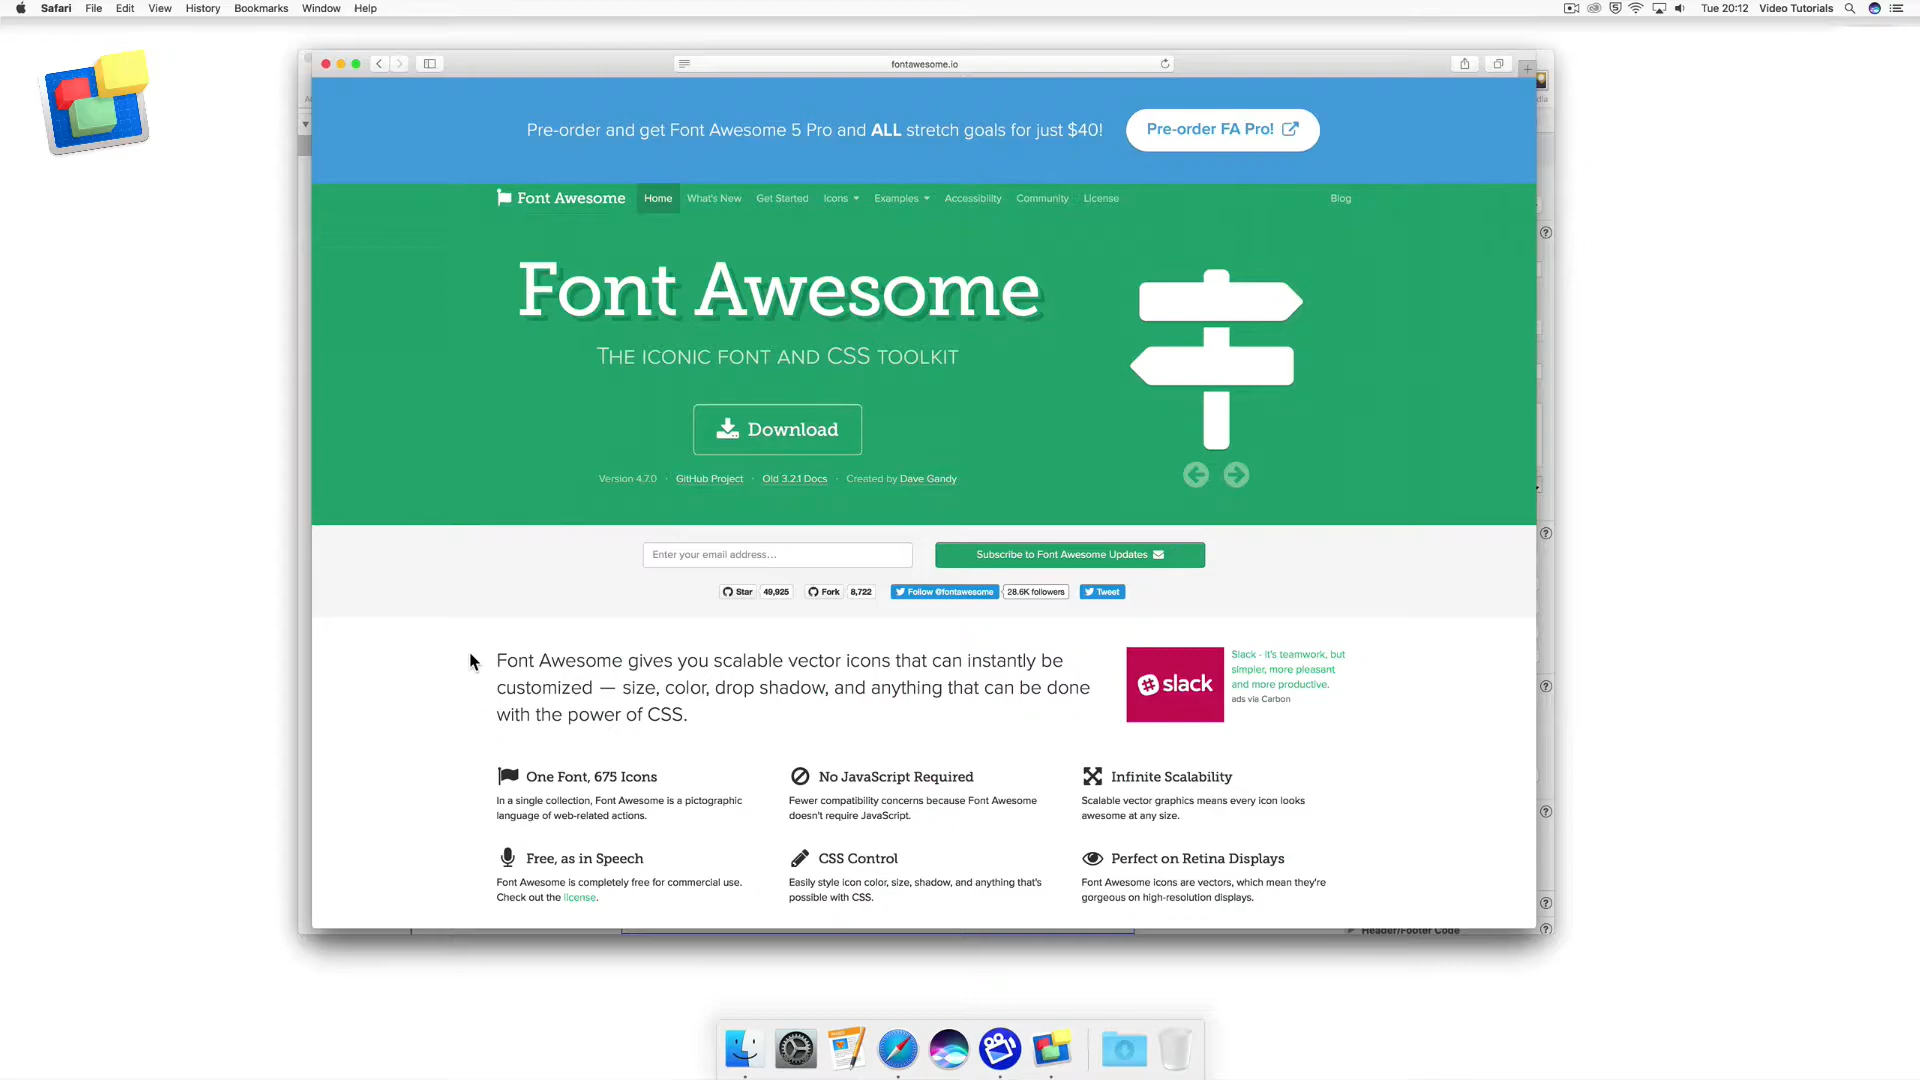 Safari File Edit View History Bookmarks Window Help
Tue 20:12 Video Tutorials
fontawesome.io
Pre-order and get Font Awesome 5 Pro and ALL stretch goals for just $40!
Pre-order FA Pro!
Font Awesome Home What's New Get Started Icons Examples Accessibility Community License Blog
Font Awesome
THE ICONIC FONT AND CSS TOOLKIT
Download
Version 4.7.0 · GitHub Project · Old 3.2.1 Docs · Created by Dave Gandy
Enter your email address...
Subscribe to Font Awesome Updates
Star 49,925 Fork 8,722 Follow @fontawesome 28.6K followers Tweet
Font Awesome gives you scalable vector icons that can instantly be
customized — size, color, drop shadow, and anything that can be done
with the power of CSS.
slack
Slack - it's teamwork, but
simpler, more pleasant
and more productive.
ads via Carbon
One Font, 675 Icons
In a single collection, Font Awesome is a pictographic
language of web-related actions.
No JavaScript Required
Fewer compatibility concerns because Font Awesome
doesn't require JavaScript.
Infinite Scalability
Scalable vector graphics means every icon looks
awesome at any size.
Free, as in Speech
Font Awesome is completely free for commercial use.
Check out the license.
CSS Control
Easily style icon color, size, shadow, and anything that's
possible with CSS.
Perfect on Retina Displays
Font Awesome icons are vectors, which mean they're
gorgeous on high-resolution displays.
Header/Footer Code